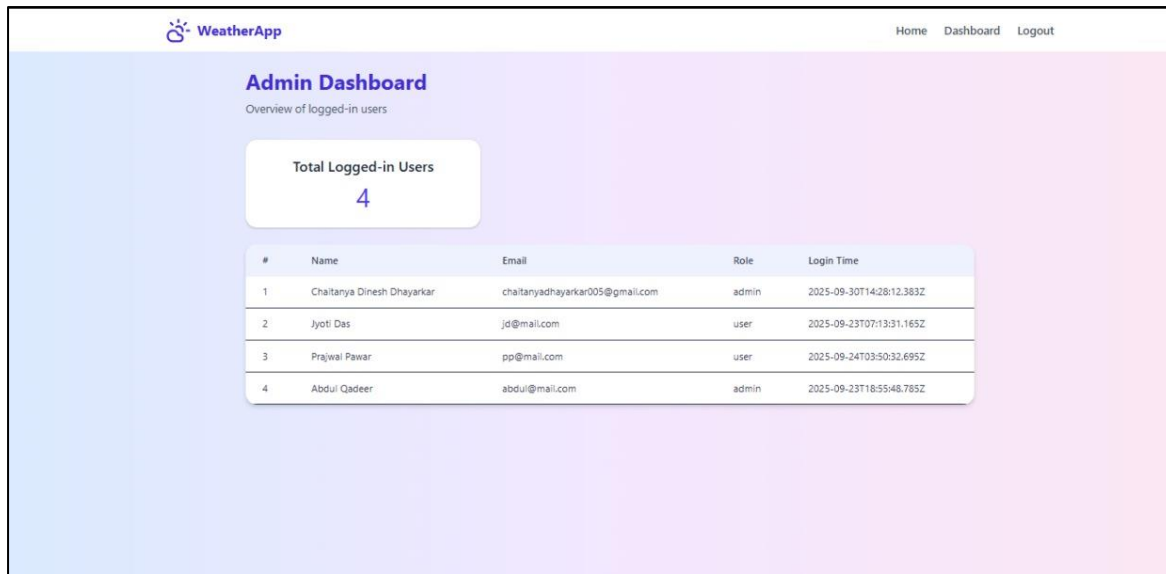 WeatherApp Home Dashboard Logout
Admin Dashboard
Overview of logged-in users
Total Logged-in Users
4
# Name Email Role Login Time
1 Chaitanya Dinesh Dhayarkar chaitanyadhayarkar005@gmail.com admin 2025-09-30T14:28:12.383Z
2 Jyoti Das jd@mail.com user 2025-09-23T07:13:31.165Z
3 Prajwal Pawar pp@mail.com user 2025-09-24T03:50:32.695Z
4 Abdul Qadeer abdul@mail.com admin 2025-09-23T18:55:48.785Z